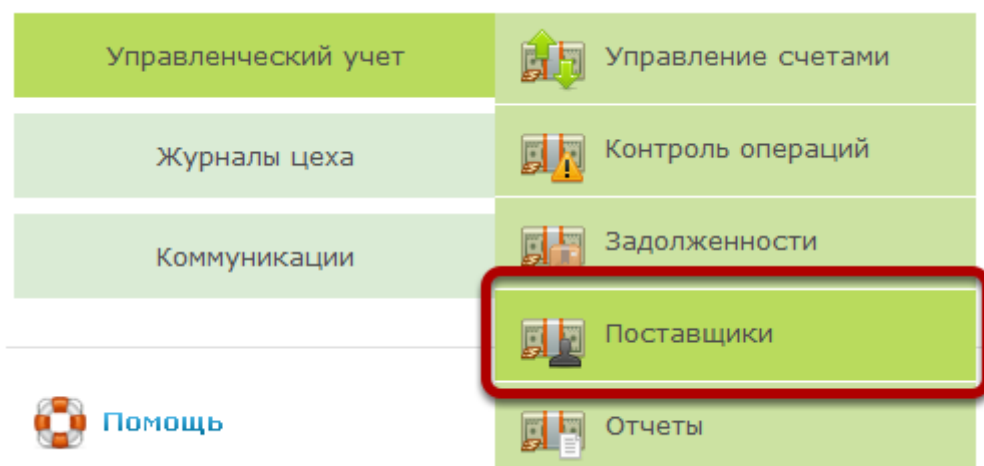 Управленческий учет
Журналы цеха
Коммуникации
Помощь
Управление счетами
Контроль операций
Задолженности
Поставщики
Отчеты